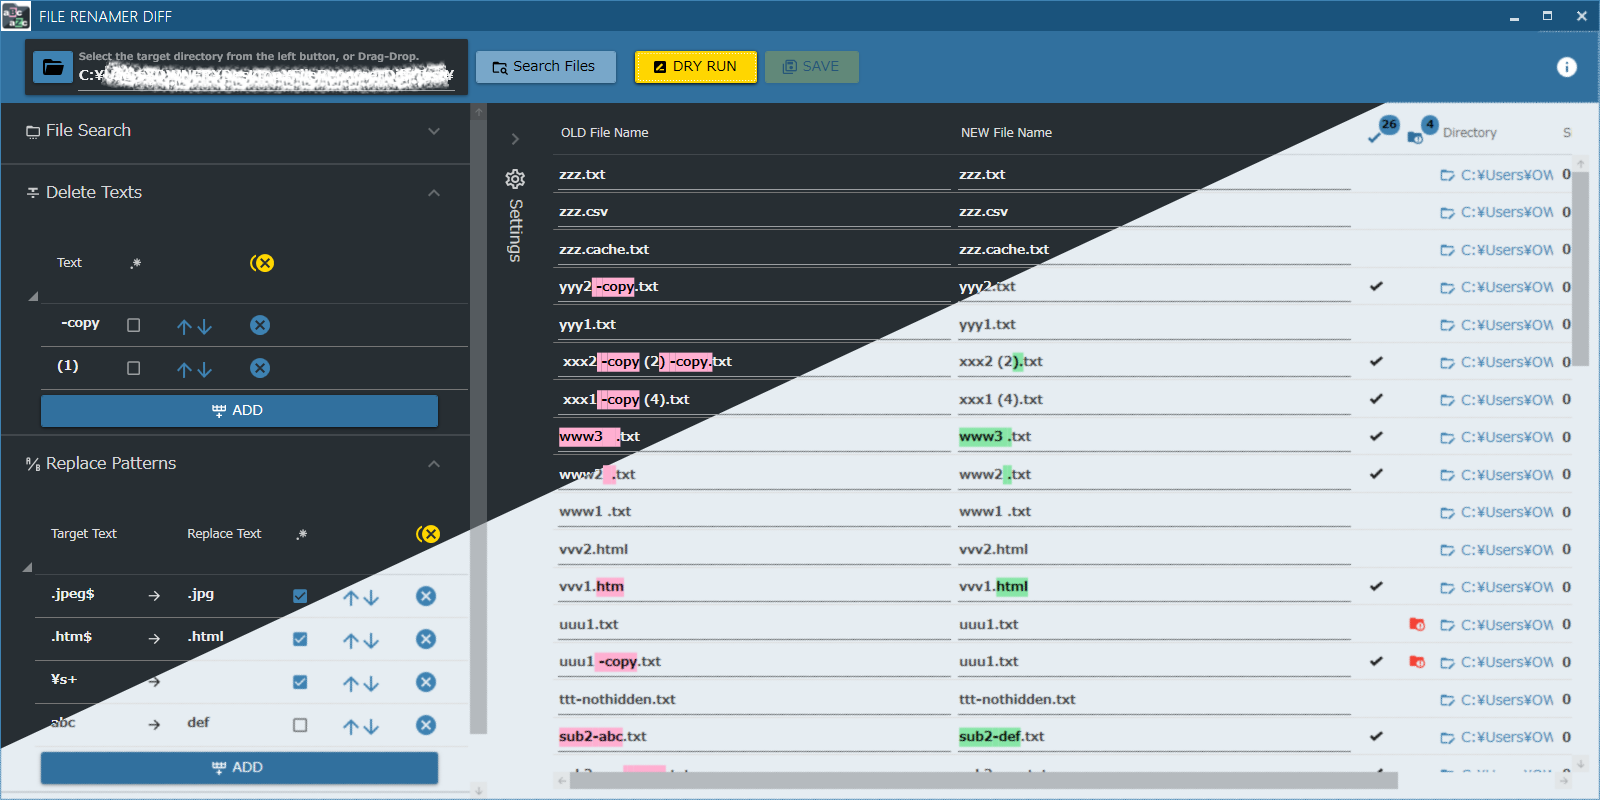 FILE RENAMER DIFF
Select the target directory from the left button, or Drag-Drop.
C:¥
Search Files
DRY RUN
SAVE
File Search
Delete Texts
Text .*
-copy
(1)
ADD
Replace Patterns
Target Text Replace Text .*
.jpeg$ → .jpg
.htm$ → .html
¥s+ →
abc → def
ADD
Settings
OLD File Name NEW File Name 26 4 Directory S
zzz.txt zzz.txt C:¥Users¥OW 0
zzz.csv zzz.csv C:¥Users¥OW 0
zzz.cache.txt zzz.cache.txt C:¥Users¥OW 0
yyy2 -copy.txt yyy2.txt C:¥Users¥OW 0
yyy1.txt yyy1.txt C:¥Users¥OW 0
xxx2 -copy (2) -copy.txt xxx2 (2).txt C:¥Users¥OW 0
xxx1 -copy (4).txt xxx1 (4).txt C:¥Users¥OW 0
www3   .txt www3 .txt C:¥Users¥OW 0
www2  .txt www2 .txt C:¥Users¥OW 0
www1 .txt www1 .txt C:¥Users¥OW 0
vvv2.html vvv2.html C:¥Users¥OW 0
vvv1.htm vvv1.html C:¥Users¥OW 0
uuu1.txt uuu1.txt C:¥Users¥OW 0
uuu1 -copy.txt uuu1.txt C:¥Users¥OW 0
ttt-nothidden.txt ttt-nothidden.txt C:¥Users¥OW 0
sub2-abc.txt sub2-def.txt C:¥Users¥OW 0